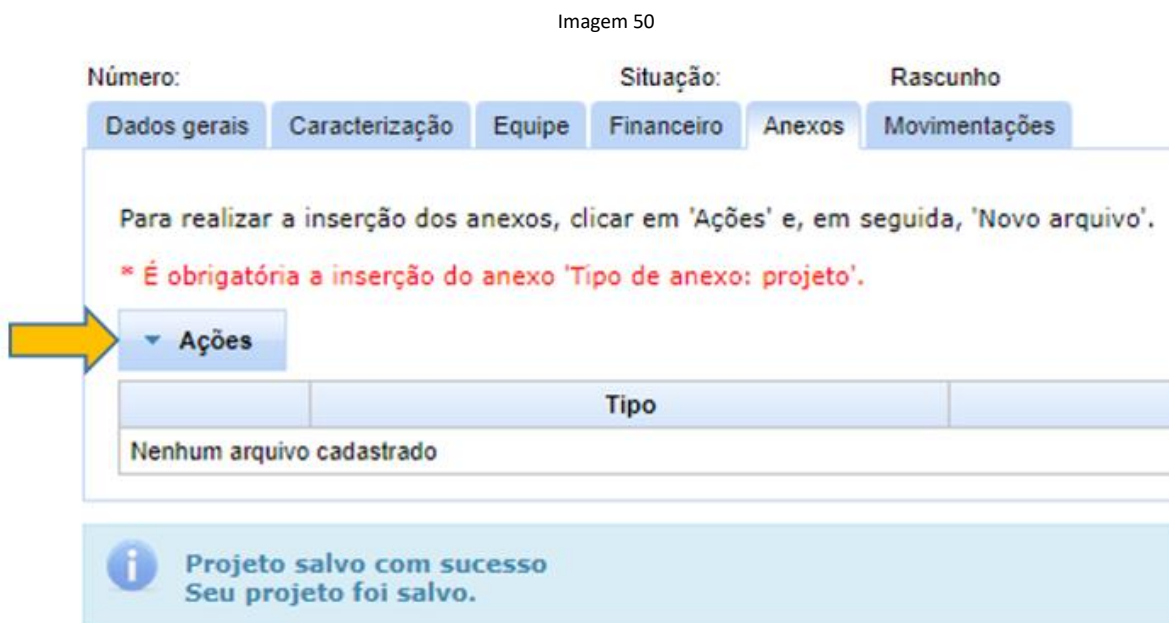 Imagem 50
Número: Situação: Rascunho
Dados gerais Caracterização Equipe Financeiro Anexos Movimentações
Para realizar a inserção dos anexos, clicar em 'Ações' e, em seguida, 'Novo arquivo'.
* É obrigatória a inserção do anexo 'Tipo de anexo: projeto'.
Ações
Tipo
Nenhum arquivo cadastrado
Projeto salvo com sucesso
Seu projeto foi salvo.